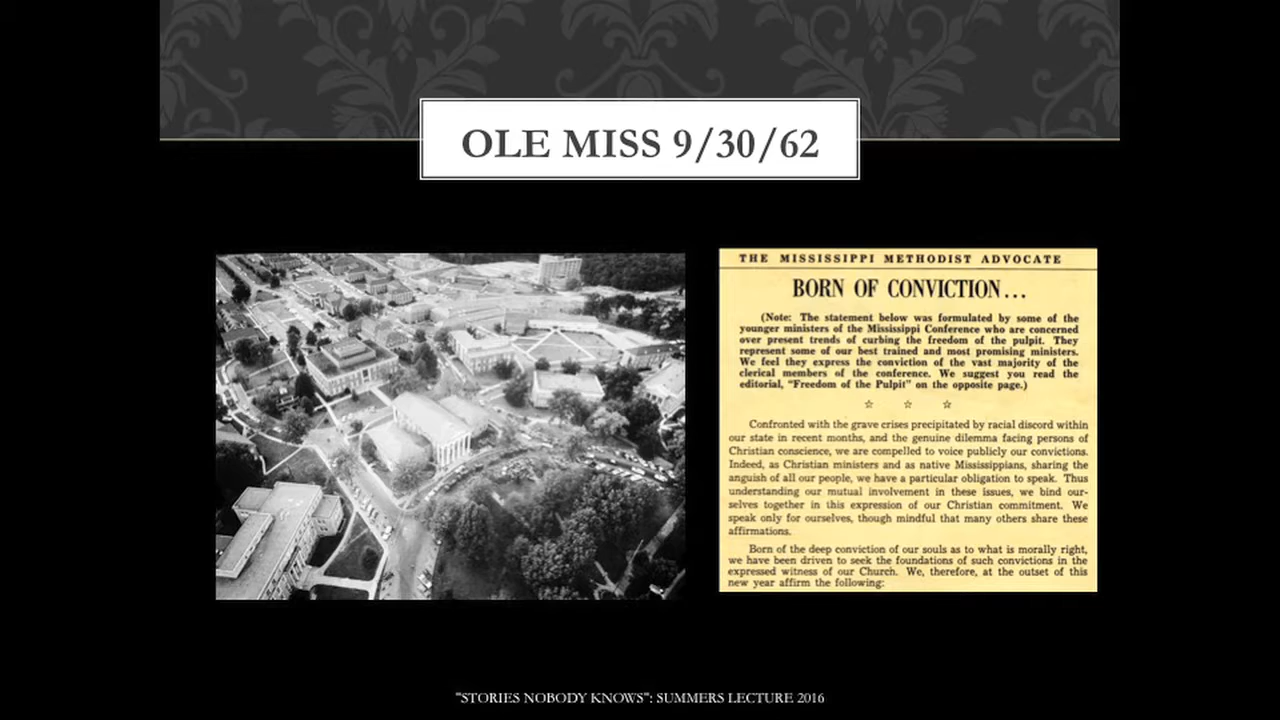 OLE MISS 9/30/62
THE MISSISSIPPI METHODIST ADVOCATE
BORN OF CONVICTION...
(Note: The statement below was formulated by some of the
younger ministers of the Mississippi Conference who are concerned
over present trends of curbing the freedom of the pulpit. They
represent some of our best trained and most promising ministers.
We feel they express the conviction of the vast majority of the
clerical members of the conference. We suggest you read the
editorial, "Freedom of the Pulpit" on the opposite page.)
☆ ☆ ☆
Confronted with the grave crises precipitated by racial discord within
our state in recent months, and the genuine dilemma facing persons of
Christian conscience, we are compelled to voice publicly our convictions.
Indeed, as Christian ministers and as native Mississippians, sharing the
anguish of all our people, we have a particular obligation to speak. Thus
understanding our mutual involvement in these issues, we bind our-
selves together in this expression of our Christian commitment. We
speak only for ourselves, though mindful that many others share these
affirmations.
Born of the deep conviction of our souls as to what is morally right,
we have been driven to seek the foundations of such convictions in the
expressed witness of our Church. We, therefore, at the outset of this
new year affirm the following:
"STORIES NOBODY KNOWS": SUMMERS LECTURE 2016